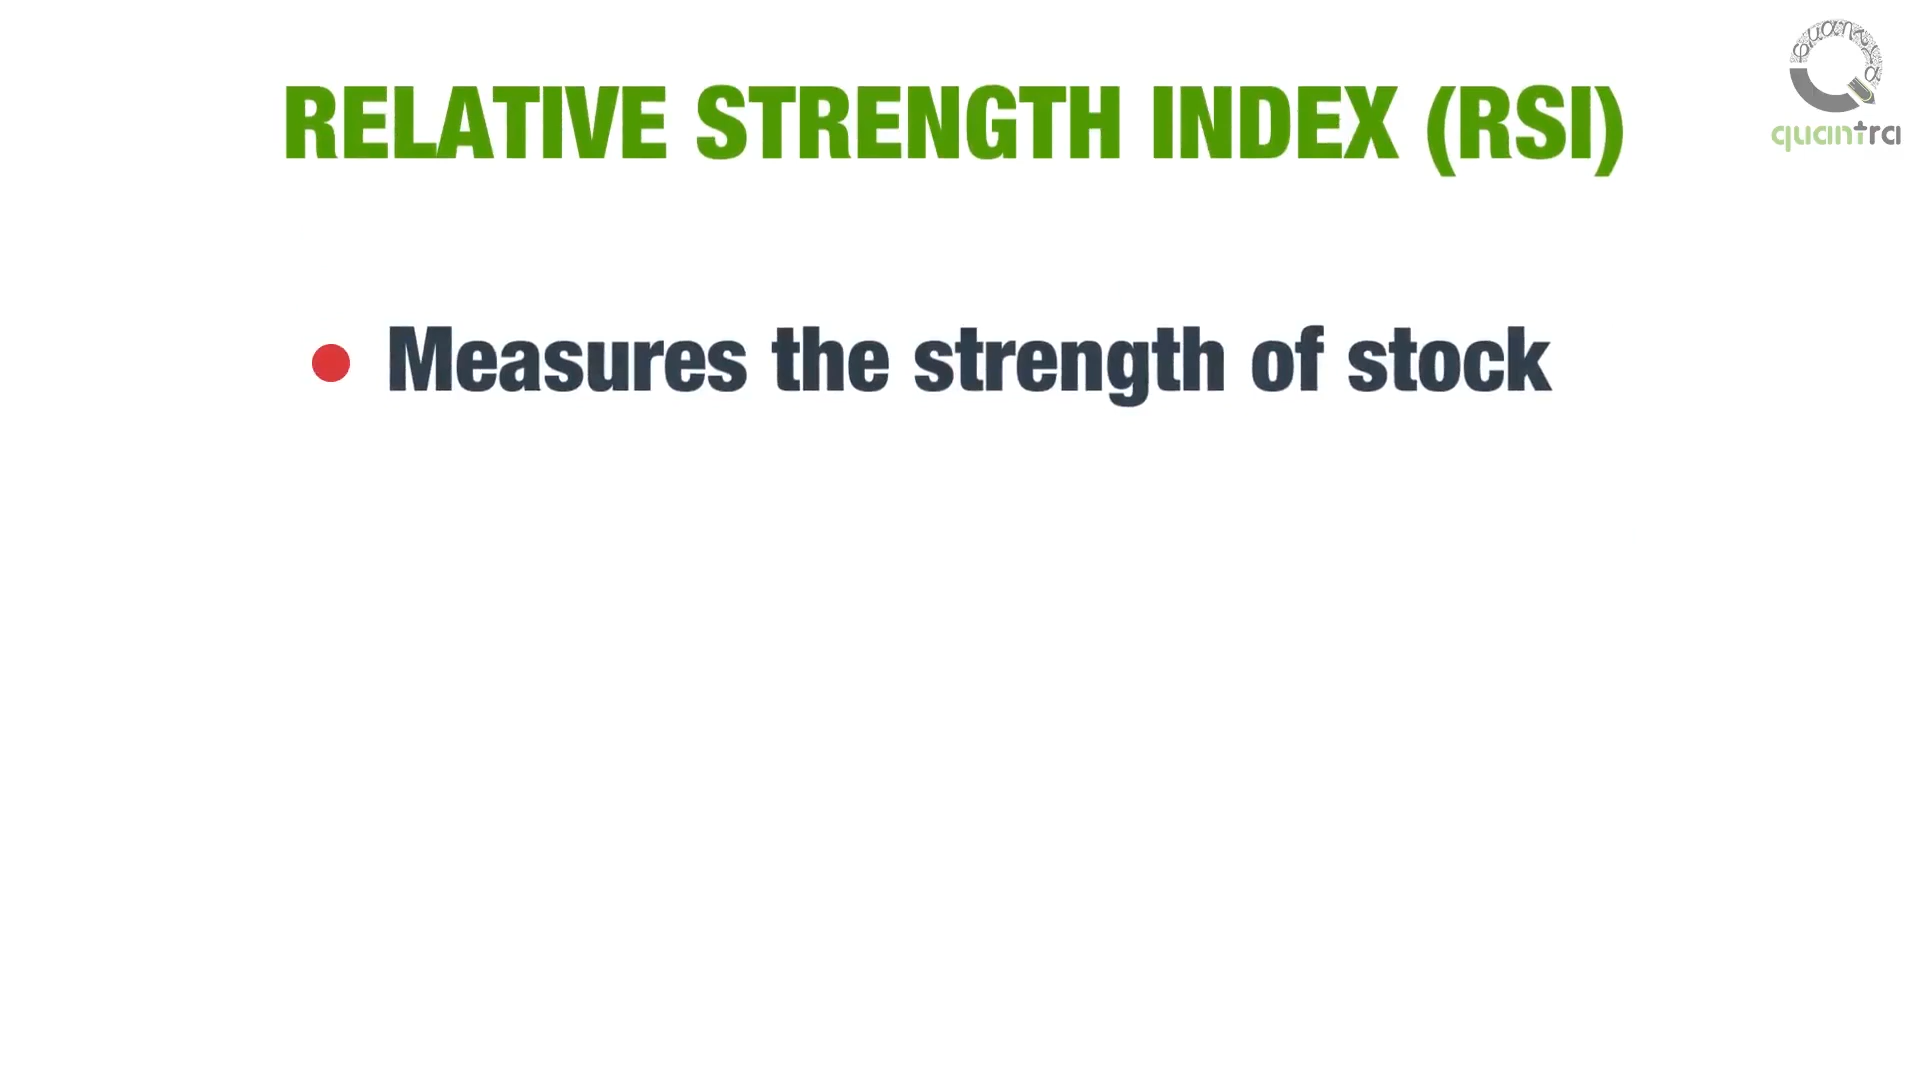 RELATIVE STRENGTH INDEX (RSI)
quantra
Measures the strength of stock